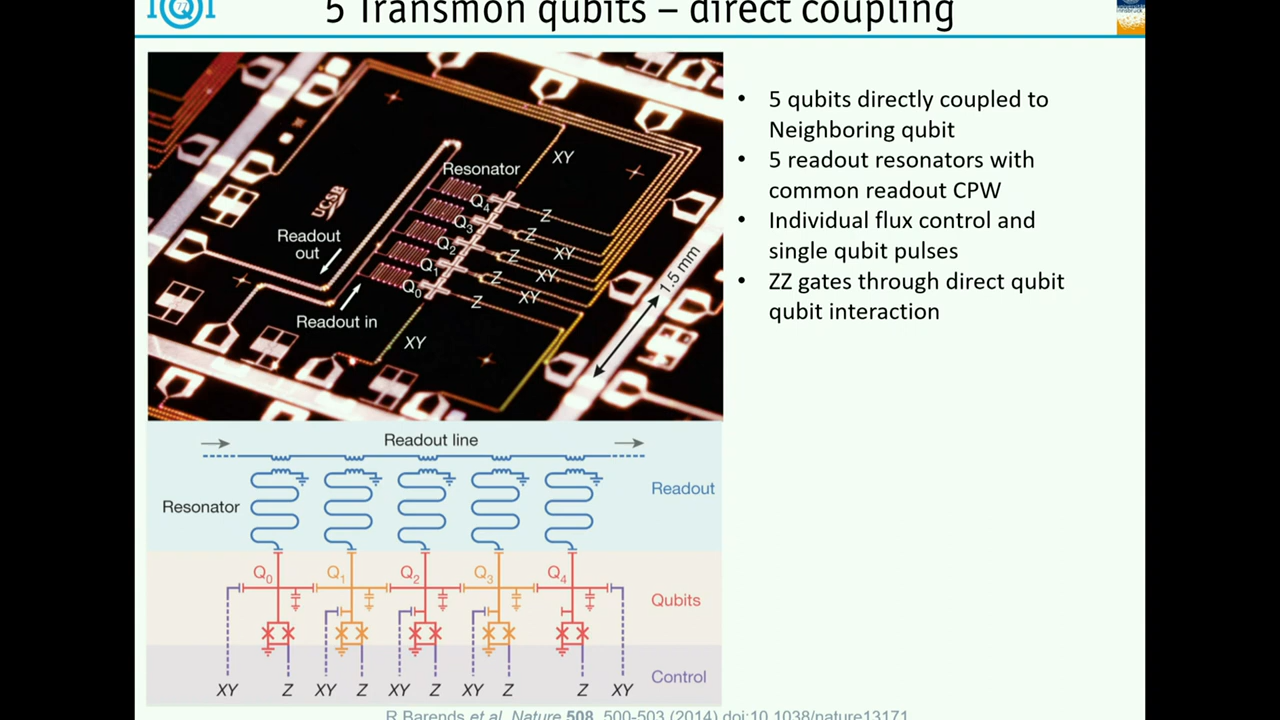 5 Transmon qubits – direct coupling
UCSB
Resonator
XY
Q4
Z
Q3
Z
Readout
out
Q2
Z
XY
Q1
Z
XY
1.5 mm
Q0
Z
XY
Readout in
XY
• 5 qubits directly coupled to
Neighboring qubit
• 5 readout resonators with
common readout CPW
• Individual flux control and
single qubit pulses
• ZZ gates through direct qubit
qubit interaction
Readout line
Readout
Resonator
Q0 Q1 Q2 Q3 Q4
Qubits
Control
XY Z XY Z XY Z XY Z Z XY
R Barends et al. Nature 508, 500-503 (2014) doi:10.1038/nature13171